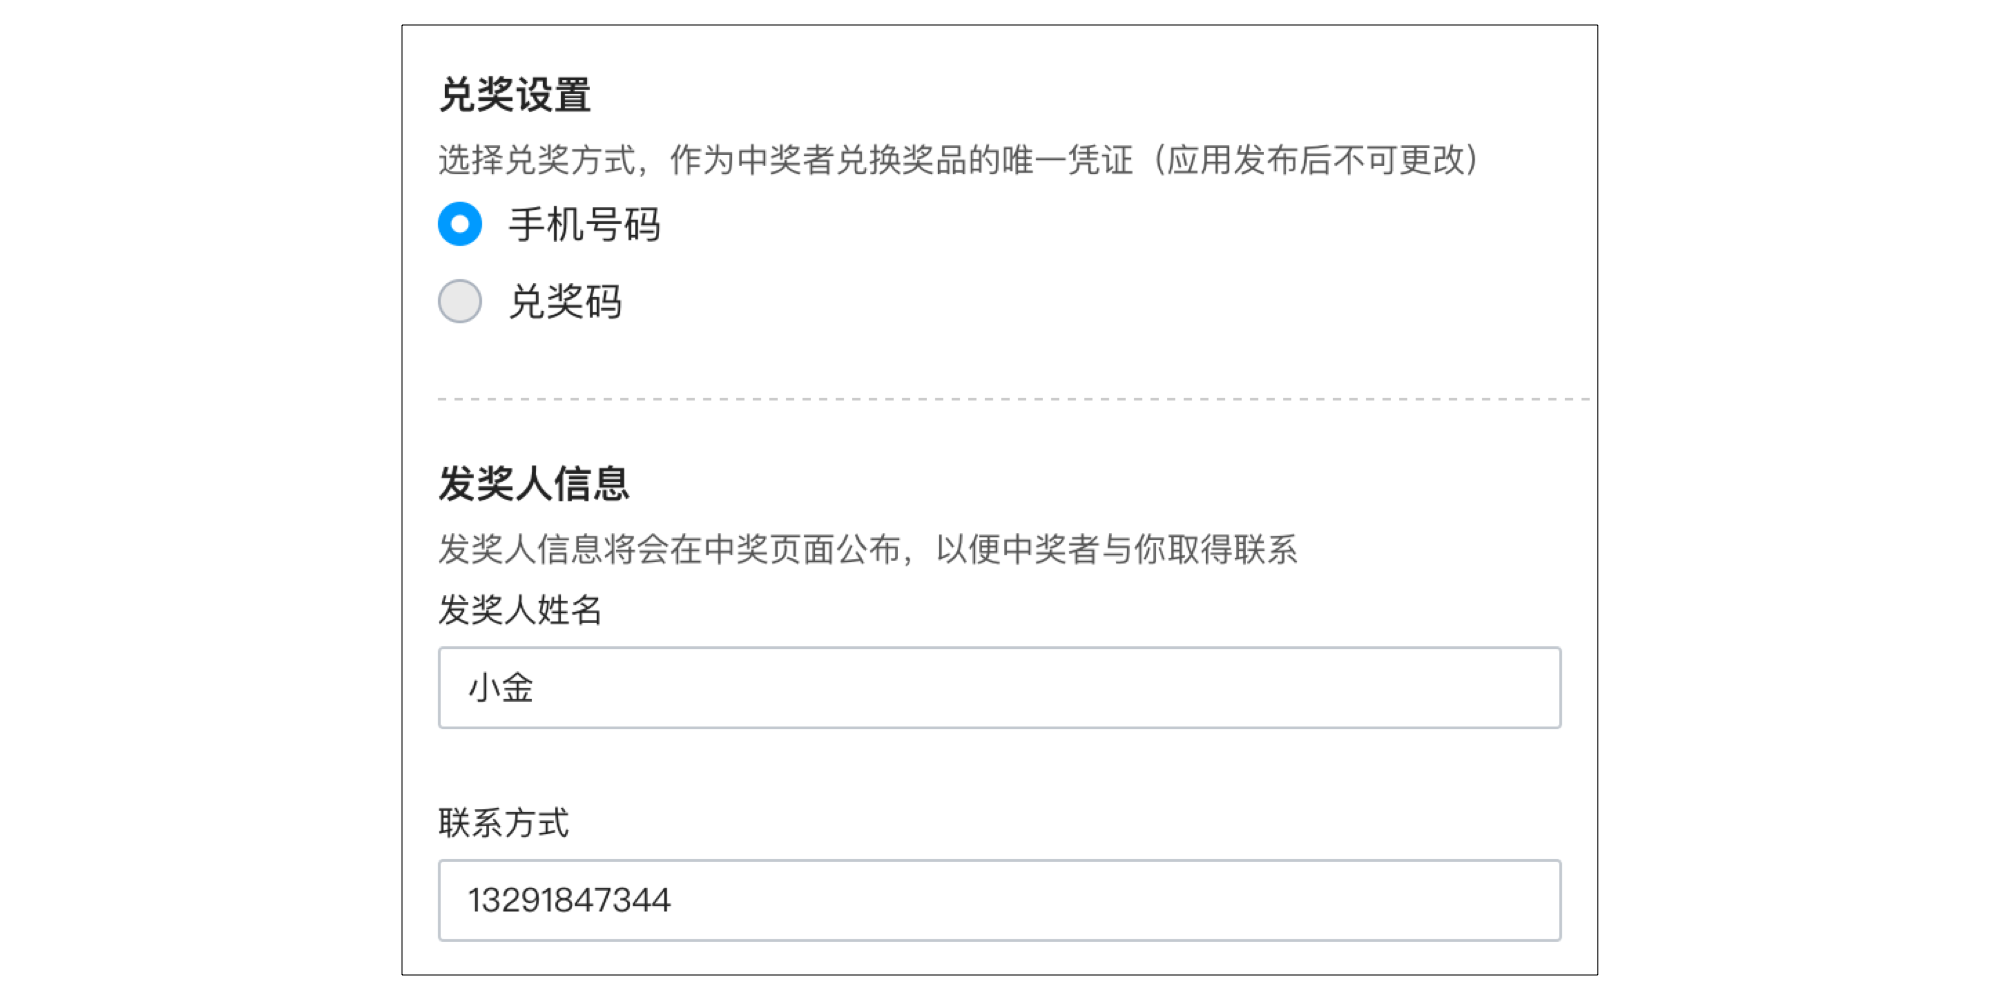 兑奖设置
选择兑奖方式，作为中奖者兑换奖品的唯一凭证（应用发布后不可更改）
手机号码
兑奖码
发奖人信息
发奖人信息将会在中奖页面公布，以便中奖者与你取得联系
发奖人姓名
小金
联系方式
13291847344